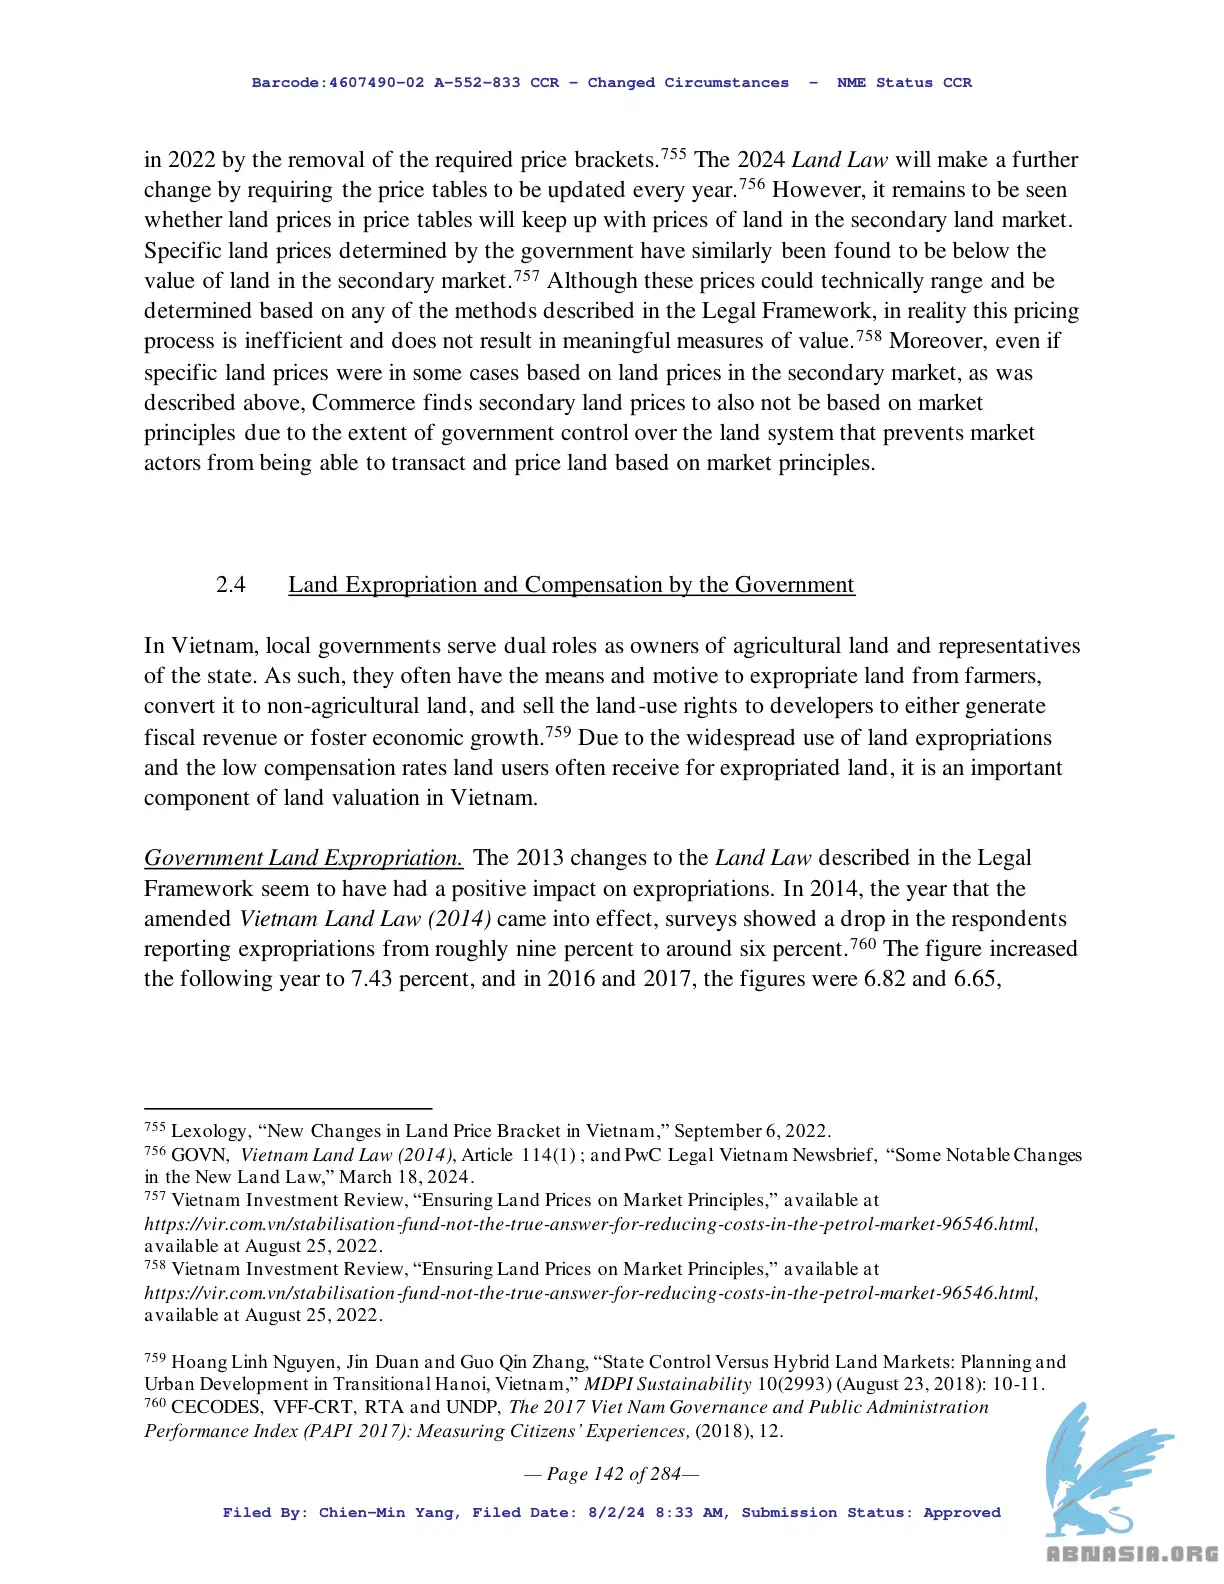 Barcode:4607490-02 A-552-833 CCR - Changed Circumstances - NME Status CCR
in 2022 by the removal of the required price brackets.755 The 2024 Land Law will make a further
change by requiring the price tables to be updated every year.756 However, it remains to be seen
whether land prices in price tables will keep up with prices of land in the secondary land market.
Specific land prices determined by the government have similarly been found to be below the
value of land in the secondary market.757 Although these prices could technically range and be
determined based on any of the methods described in the Legal Framework, in reality this pricing
process is inefficient and does not result in meaningful measures of value.758 Moreover, even if
specific land prices were in some cases based on land prices in the secondary market, as was
described above, Commerce finds secondary land prices to also not be based on market
principles due to the extent of government control over the land system that prevents market
actors from being able to transact and price land based on market principles.
2.4 Land Expropriation and Compensation by the Government
In Vietnam, local governments serve dual roles as owners of agricultural land and representatives
of the state. As such, they often have the means and motive to expropriate land from farmers,
convert it to non-agricultural land, and sell the land-use rights to developers to either generate
fiscal revenue or foster economic growth.759 Due to the widespread use of land expropriations
and the low compensation rates land users often receive for expropriated land, it is an important
component of land valuation in Vietnam.
Government Land Expropriation. The 2013 changes to the Land Law described in the Legal
Framework seem to have had a positive impact on expropriations. In 2014, the year that the
amended Vietnam Land Law (2014) came into effect, surveys showed a drop in the respondents
reporting expropriations from roughly nine percent to around six percent.760 The figure increased
the following year to 7.43 percent, and in 2016 and 2017, the figures were 6.82 and 6.65,
755 Lexology, “New Changes in Land Price Bracket in Vietnam,” September 6, 2022.
756 GOVN, Vietnam Land Law (2014), Article 114(1) ; and PwC Legal Vietnam Newsbrief, “Some Notable Changes
in the New Land Law,” March 18, 2024.
757 Vietnam Investment Review, “Ensuring Land Prices on Market Principles,” available at
https://vir.com.vn/stabilisation-fund-not-the-true-answer-for-reducing-costs-in-the-petrol-market-96546.html,
available at August 25, 2022.
758 Vietnam Investment Review, “Ensuring Land Prices on Market Principles,” available at
https://vir.com.vn/stabilisation-fund-not-the-true-answer-for-reducing-costs-in-the-petrol-market-96546.html,
available at August 25, 2022.
759 Hoang Linh Nguyen, Jin Duan and Guo Qin Zhang, “State Control Versus Hybrid Land Markets: Planning and
Urban Development in Transitional Hanoi, Vietnam,” MDPI Sustainability 10(2993) (August 23, 2018): 10-11.
760 CECODES, VFF-CRT, RTA and UNDP, The 2017 Viet Nam Governance and Public Administration
Performance Index (PAPI 2017): Measuring Citizens’ Experiences, (2018), 12.
— Page 142 of 284—
Filed By: Chien-Min Yang, Filed Date: 8/2/24 8:33 AM, Submission Status: Approved
ABNASIA.ORG